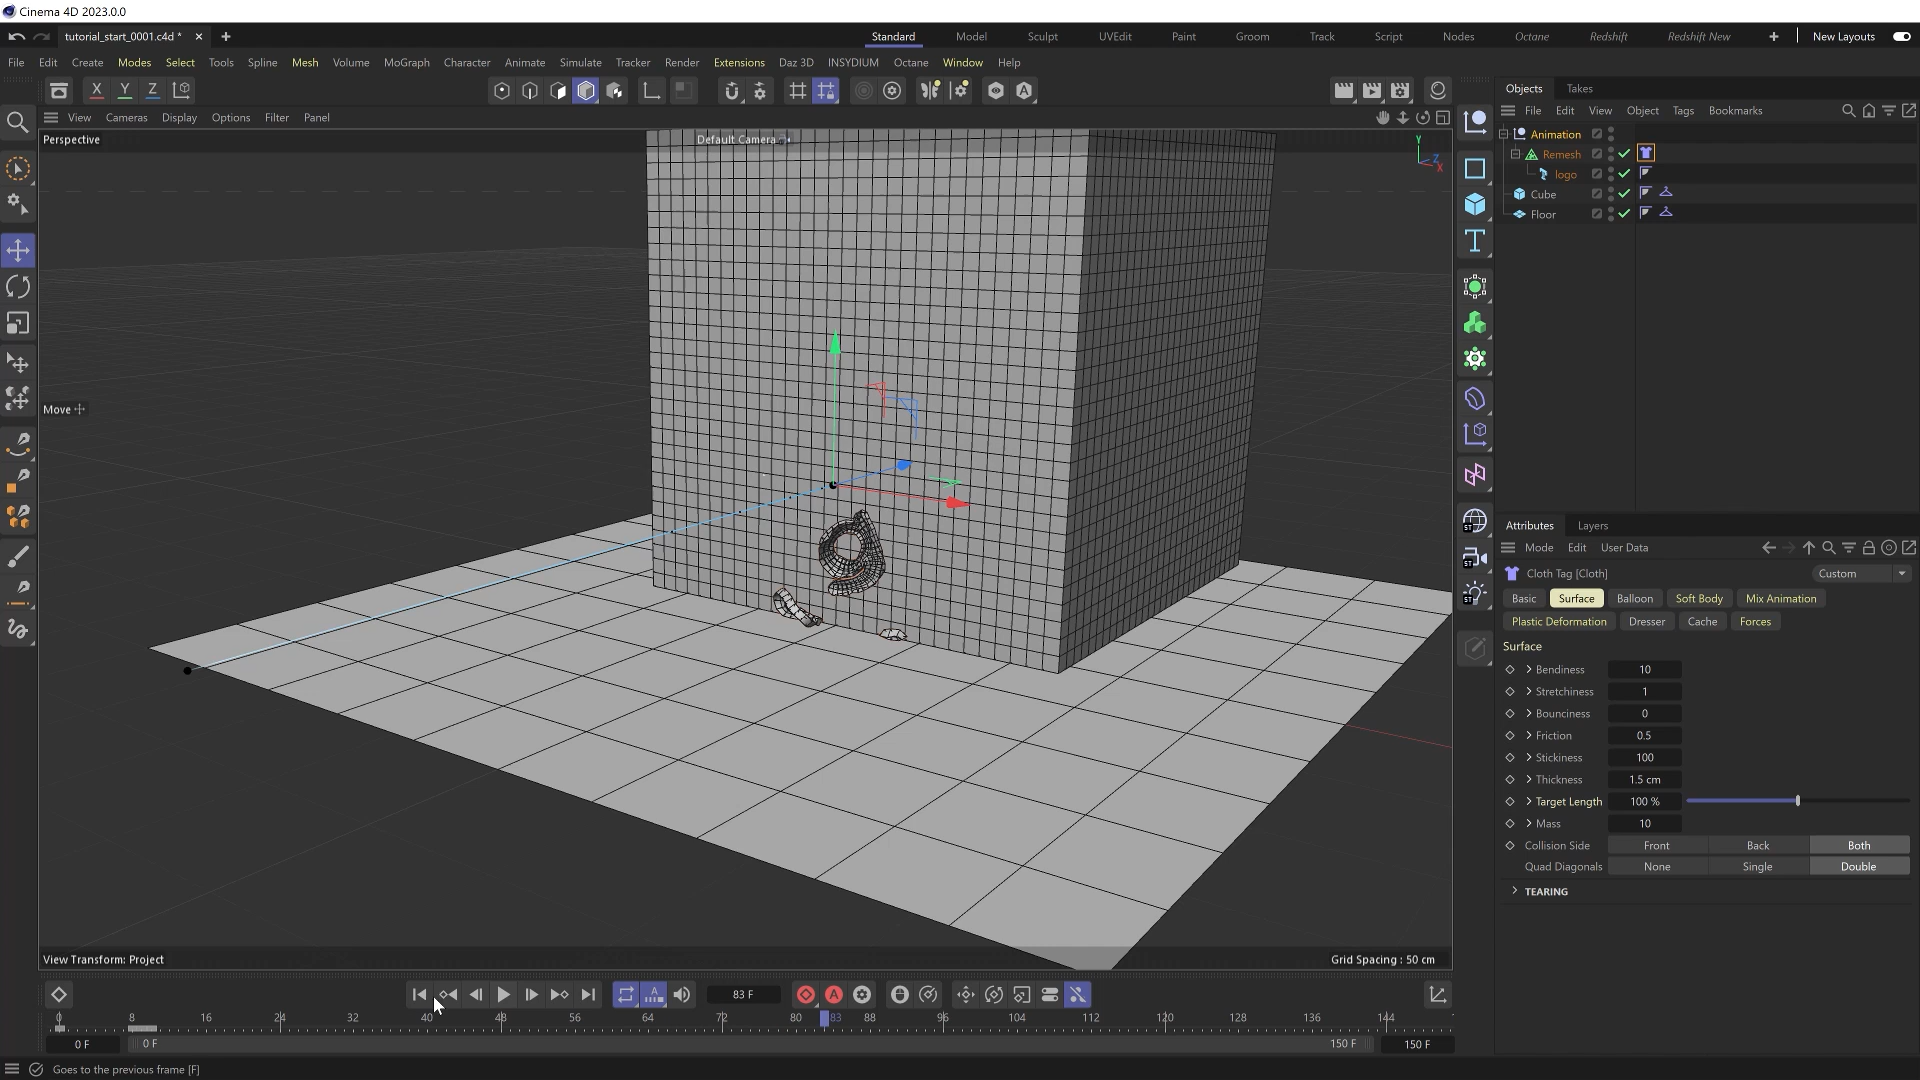 Cinema 4D 2023.0.0
tutorial_start_0001.c4d *
Standard Model Sculpt UVEdit Paint Groom Track Script Nodes Octane Redshift Redshift New New Layouts
File Edit Create Modes Select Tools Spline Mesh Volume MoGraph Character Animate Simulate Tracker Render Extensions Daz 3D INSYDIUM Octane Window Help
X Y Z
Objects Takes
View Cameras Display Options Filter Panel
File Edit View Object Tags Bookmarks
Perspective
Default Camera
Y
Z
X
Animation
Remesh
logo
Cube
Floor
Move
Attributes Layers
Mode Edit User Data
Cloth Tag [Cloth]
Custom
Basic Surface Balloon Soft Body Mix Animation
Plastic Deformation Dresser Cache Forces
Surface
Bendiness 10
Stretchiness 1
Bounciness 0
Friction 0.5
Stickiness 100
Thickness 1.5 cm
Target Length 100 %
Mass 10
Collision Side Front Back Both
Quad Diagonals None Single Double
TEARING
View Transform: Project
Grid Spacing : 50 cm
83 F
0 8 16 24 32 40 48 56 64 72 80 83 88 96 104 112 120 128 136 144
0 F 0 F 150 F 150 F
Goes to the previous frame [F]